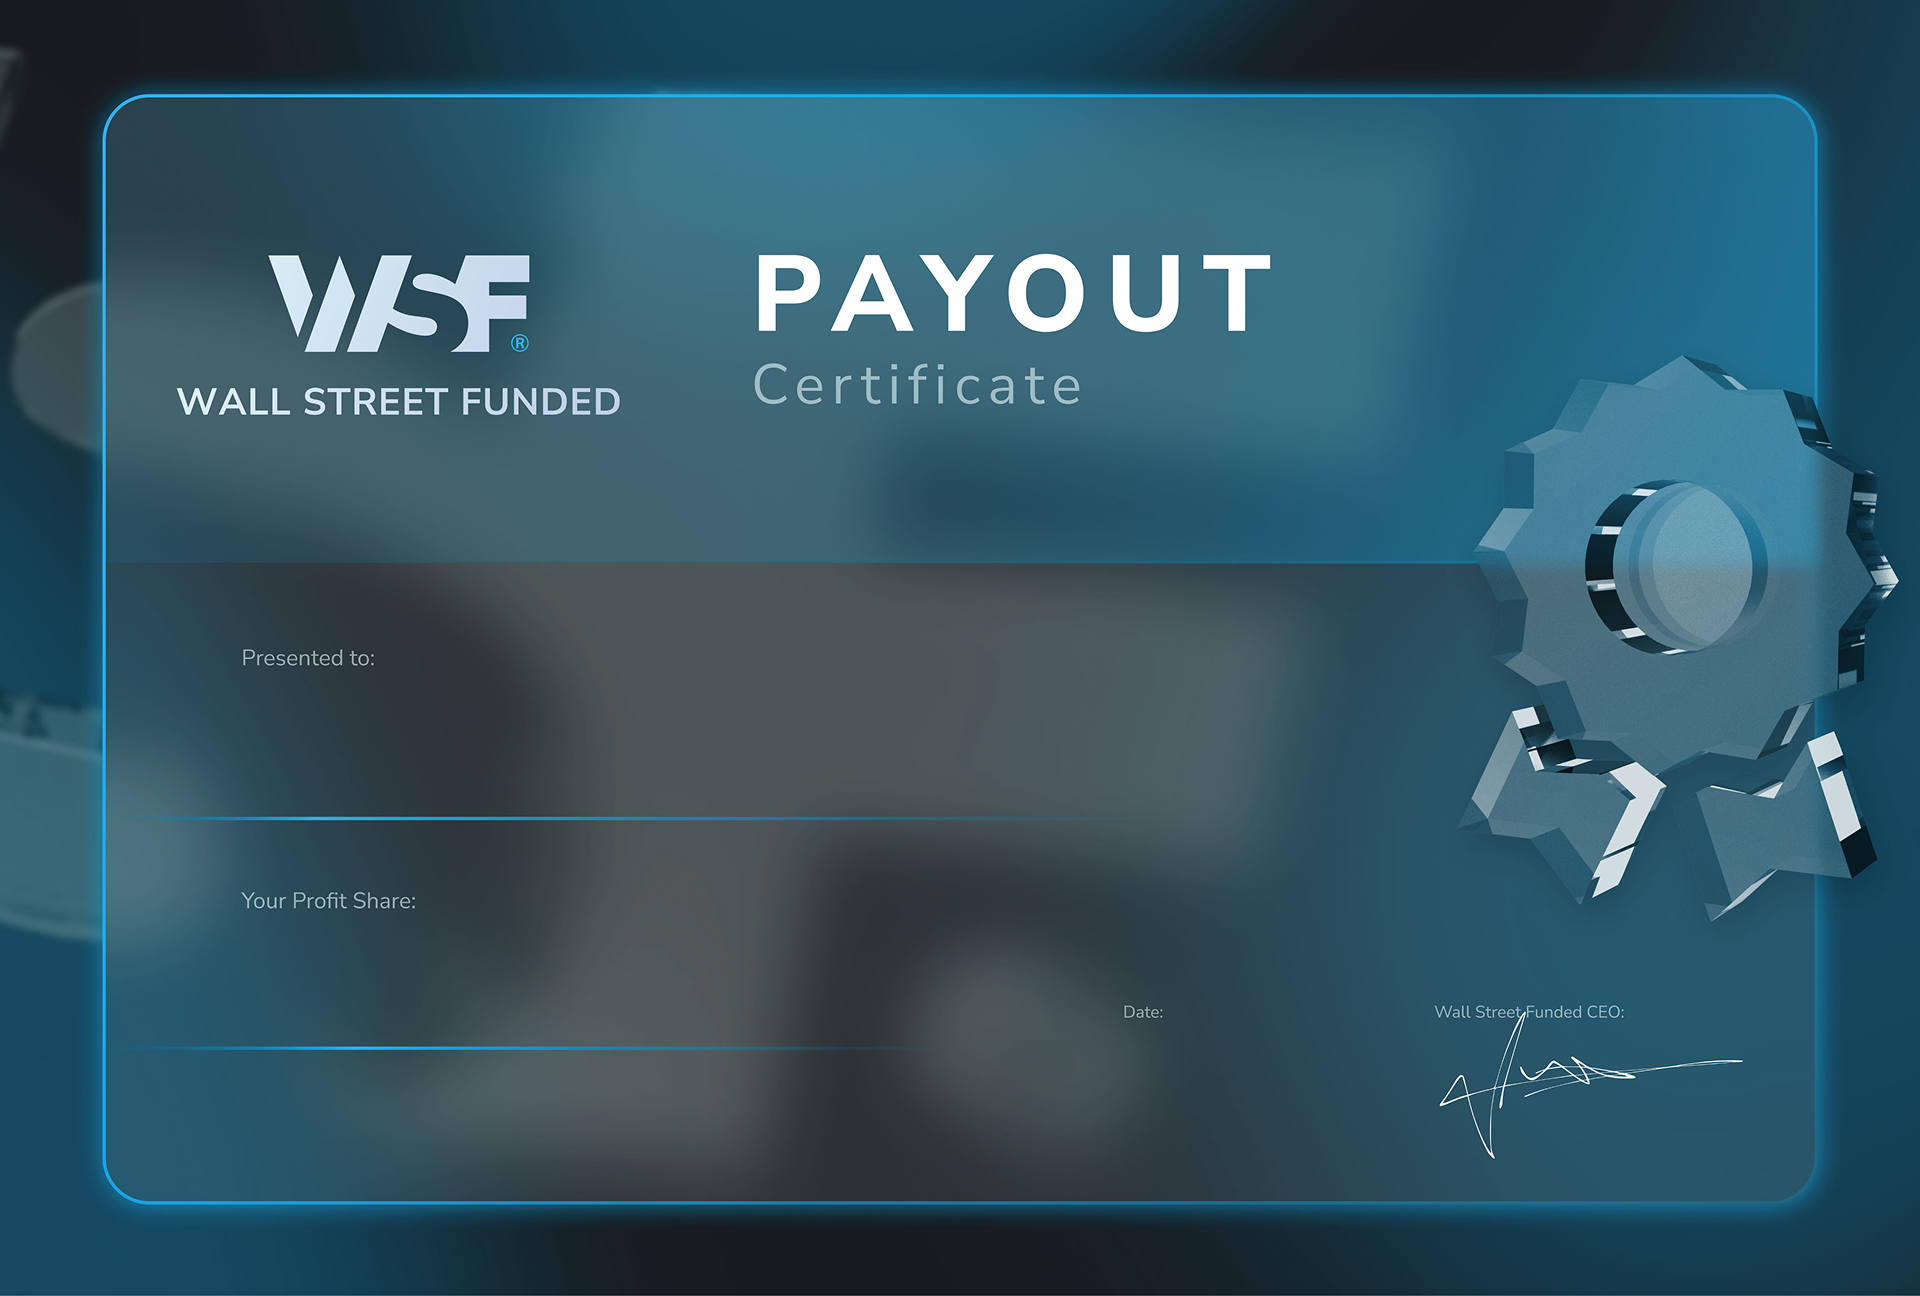 WSF®
WALL STREET FUNDED
PAYOUT
Certificate
Presented to:
Your Profit Share:
Date:
Wall Street Funded CEO: